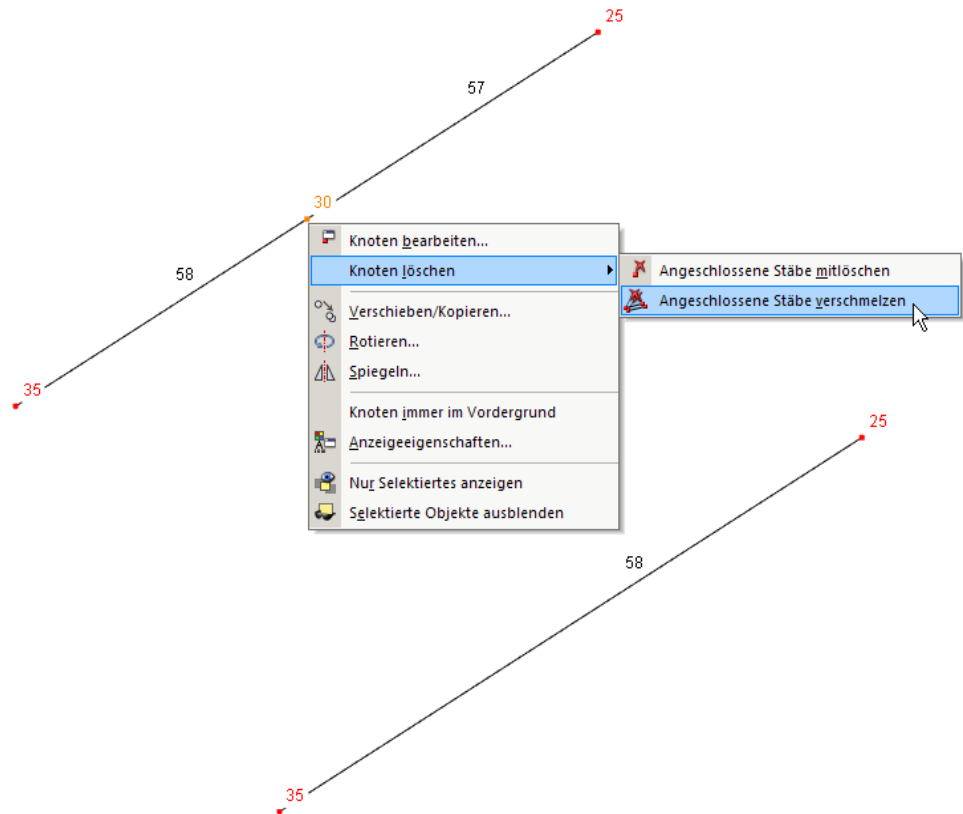 25
57
30
58
35
Knoten bearbeiten...
Knoten löschen
Angeschlossene Stäbe mitlöschen
Angeschlossene Stäbe verschmelzen
Verschieben/Kopieren...
Rotieren...
Spiegeln...
Knoten immer im Vordergrund
Anzeigeeigenschaften...
Nur Selektiertes anzeigen
Selektierte Objekte ausblenden
25
58
35